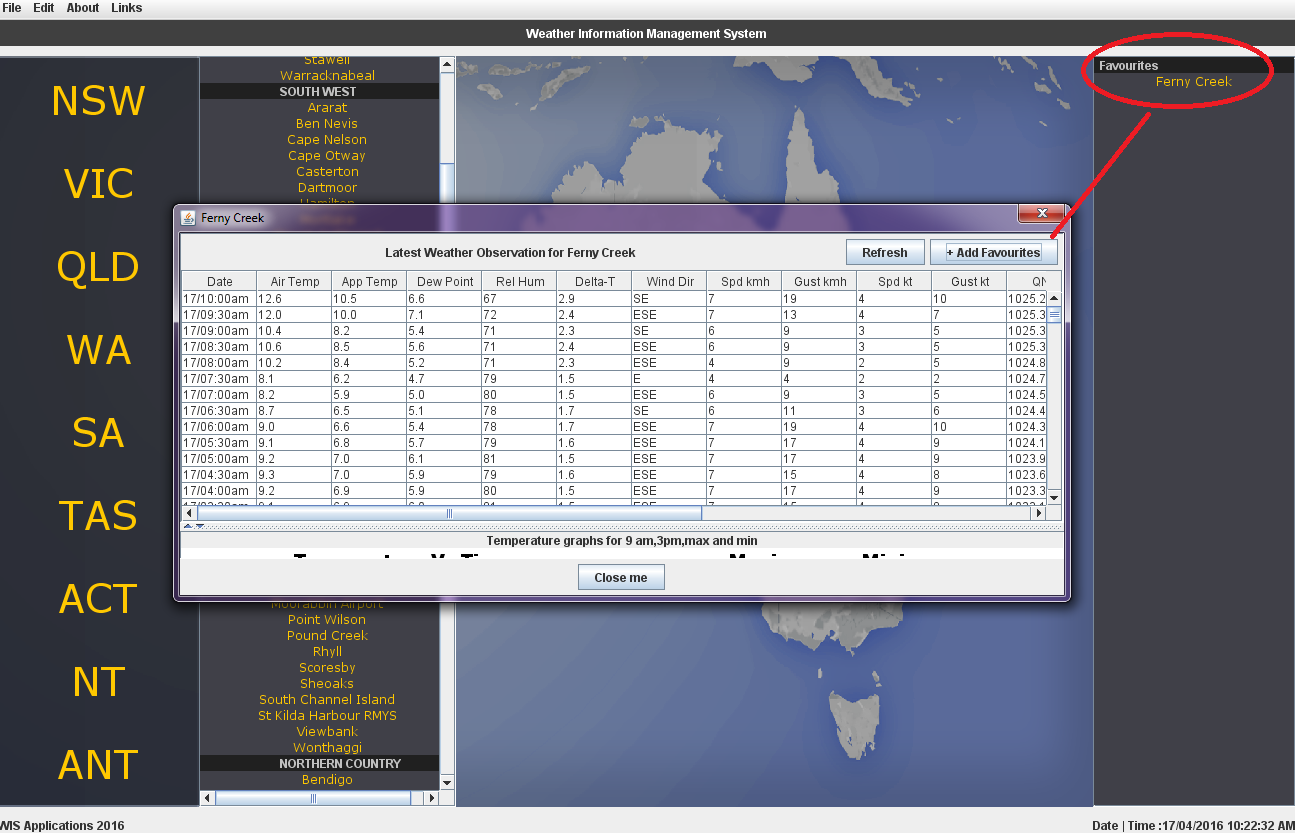 File Edit About Links
Weather Information Management System
NSW
VIC
QLD
WA
SA
TAS
ACT
NT
ANT
Stawell
Warracknabeal
SOUTH WEST
Ararat
Ben Nevis
Cape Nelson
Cape Otway
Casterton
Dartmoor
Hamilton
Favourites
Ferny Creek
Ferny Creek
Latest Weather Observation for Ferny Creek
Refresh
+ Add Favourites
Date Air Temp App Temp Dew Point Rel Hum Delta-T Wind Dir Spd kmh Gust kmh Spd kt Gust kt QN
17/10:00am 12.6 10.5 6.6 67 2.9 SE 7 19 4 10 1025.2
17/09:30am 12.0 10.0 7.1 72 2.4 ESE 7 13 4 7 1025.3
17/09:00am 10.4 8.2 5.4 71 2.3 SE 6 9 3 5 1025.3
17/08:30am 10.6 8.5 5.6 71 2.4 ESE 6 9 3 5 1025.3
17/08:00am 10.2 8.4 5.2 71 2.3 ESE 4 9 2 5 1024.8
17/07:30am 8.1 6.2 4.7 79 1.5 E 4 4 2 2 1024.7
17/07:00am 8.2 5.9 5.0 80 1.5 ESE 6 9 3 5 1024.5
17/06:30am 8.7 6.5 5.1 78 1.7 SE 6 11 3 6 1024.4
17/06:00am 9.0 6.6 5.4 78 1.7 ESE 7 19 4 10 1024.3
17/05:30am 9.1 6.8 5.7 79 1.6 ESE 7 17 4 9 1024.1
17/05:00am 9.2 7.0 6.1 81 1.5 ESE 7 17 4 9 1023.9
17/04:30am 9.3 7.0 5.9 79 1.6 ESE 7 15 4 8 1023.6
17/04:00am 9.2 6.9 5.9 80 1.5 ESE 7 17 4 9 1023.3
Temperature graphs for 9 am,3pm,max and min
Close me
Moorabbin Airport
Point Wilson
Pound Creek
Rhyll
Scoresby
Sheoaks
South Channel Island
St Kilda Harbour RMYS
Viewbank
Wonthaggi
NORTHERN COUNTRY
Bendigo
WIS Applications 2016
Date | Time :17/04/2016 10:22:32 AM